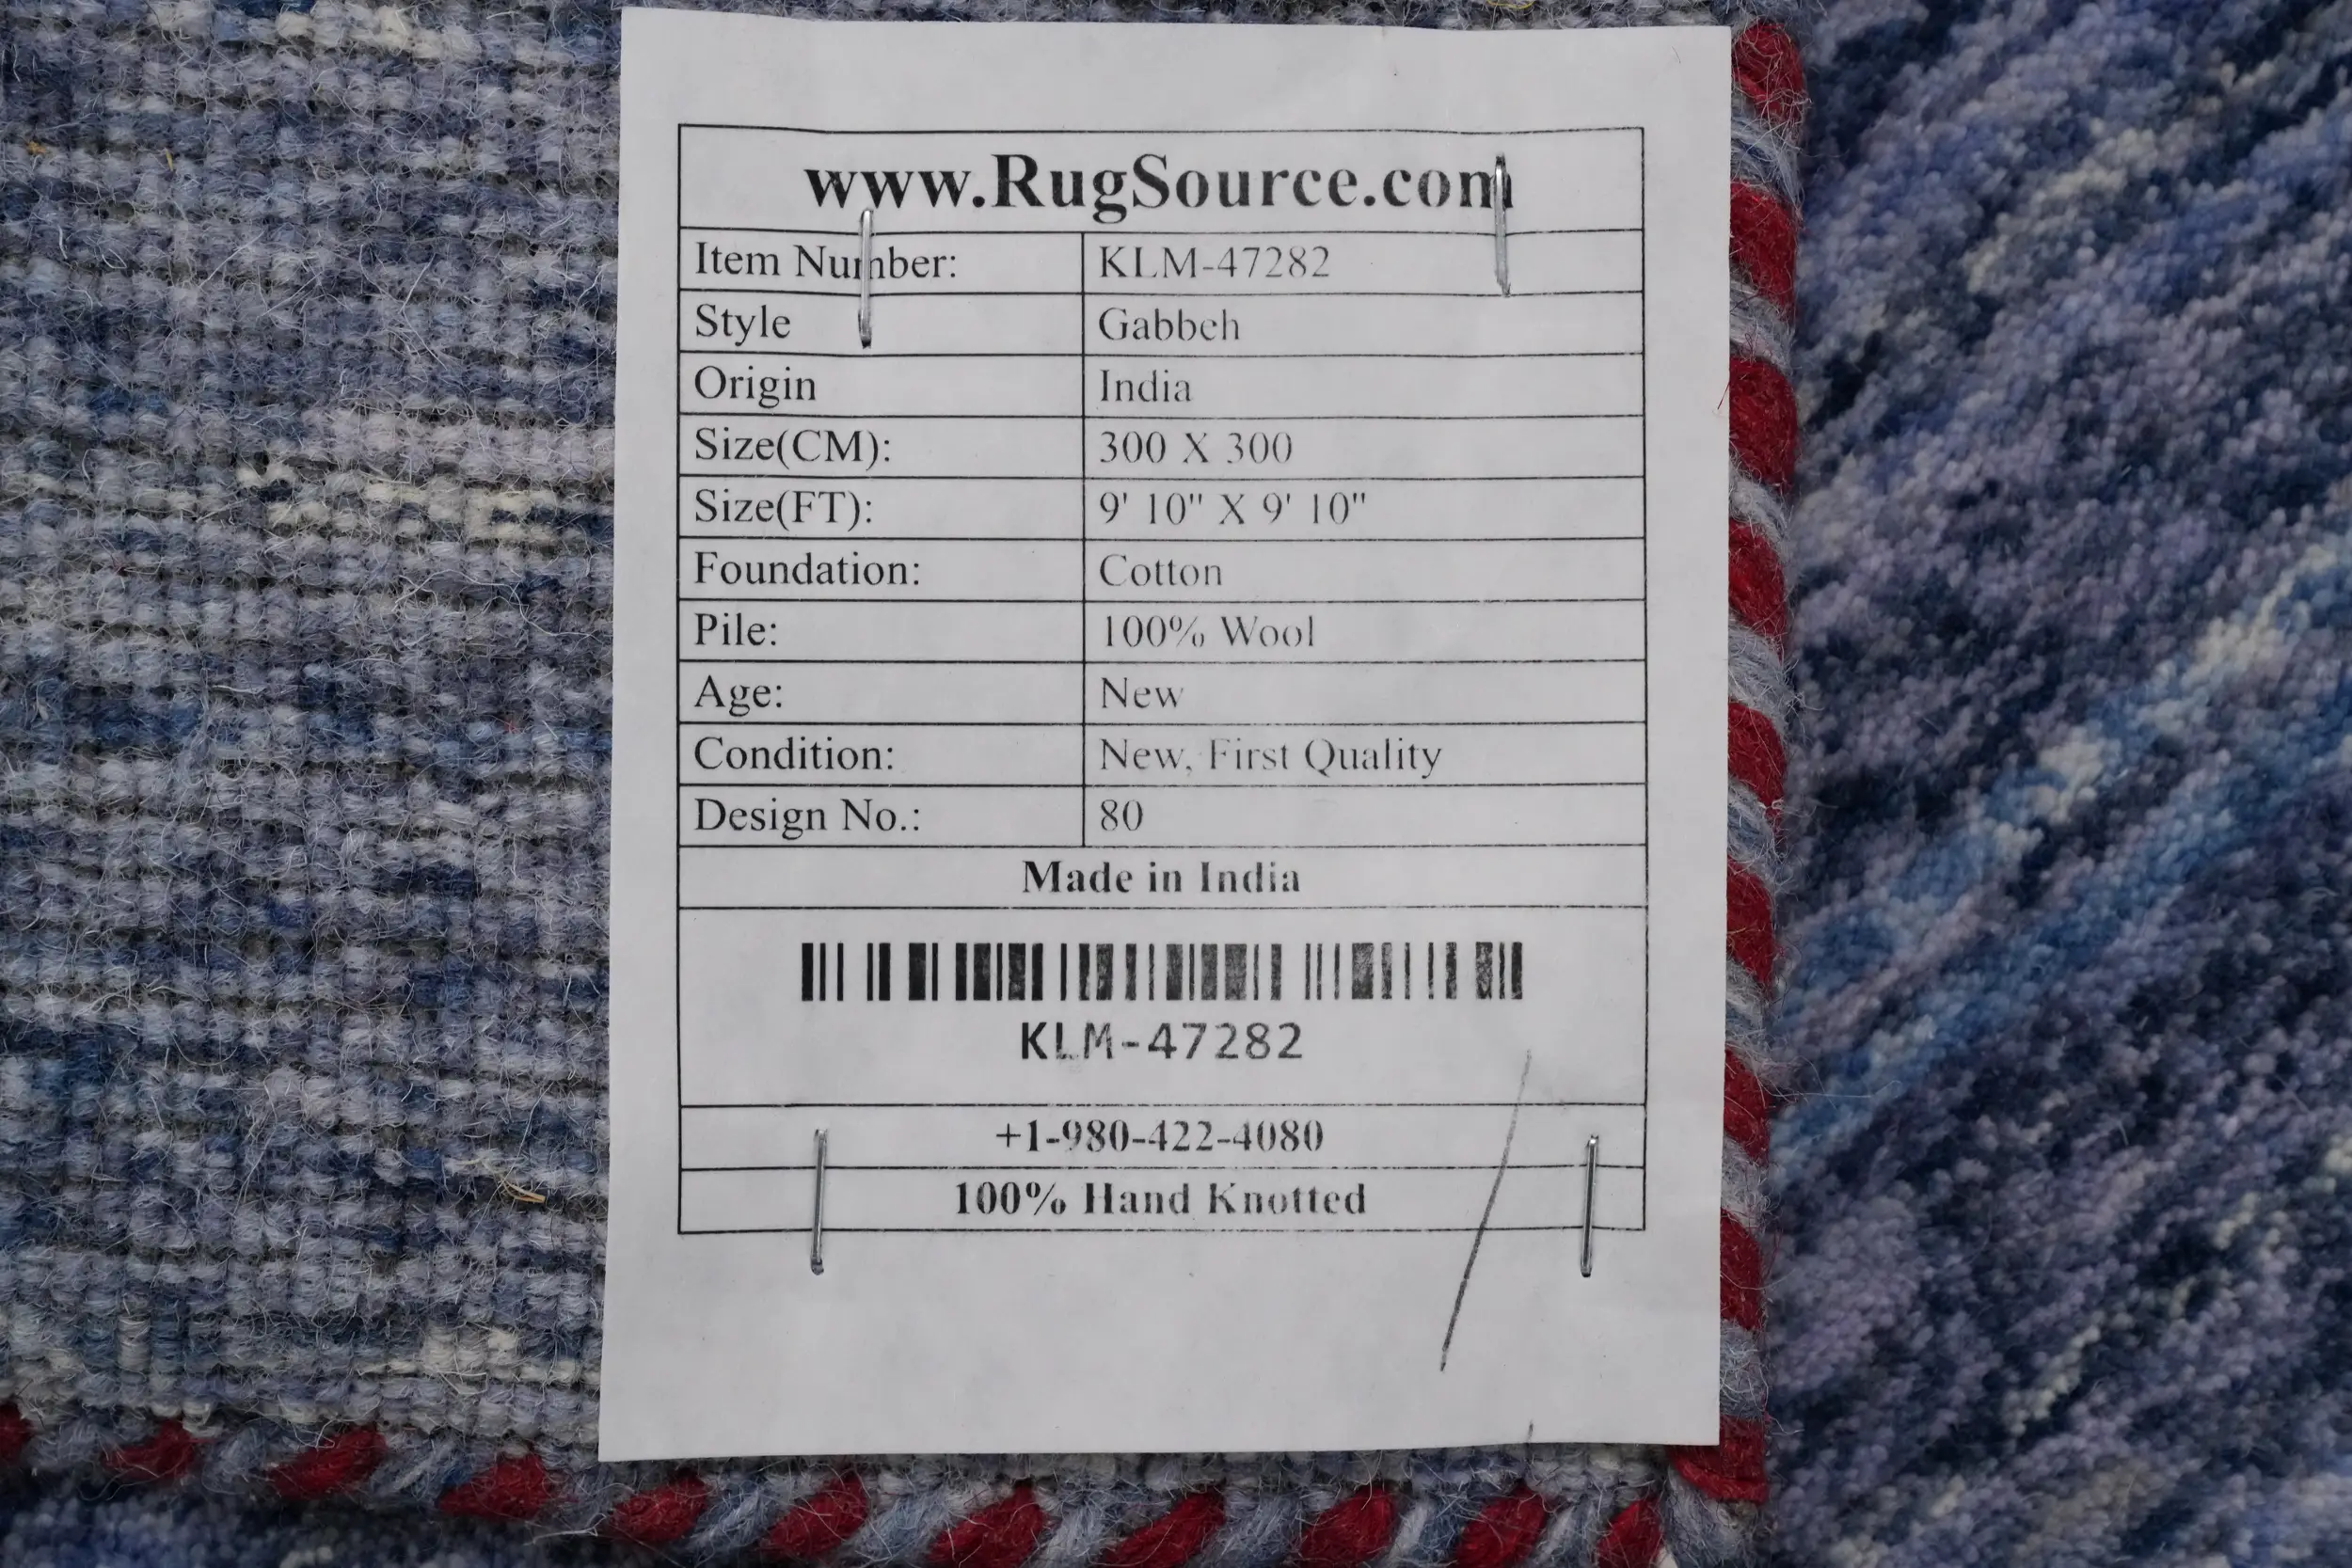 www.RugSource.com
Item Number: KLM-47282
Style Gabbeh
Origin India
Size(CM): 300 X 300
Size(FT): 9' 10" X 9' 10"
Foundation: Cotton
Pile: 100% Wool
Age: New
Condition: New, First Quality
Design No.: 80
Made in India
KLM-47282
+1-980-422-4080
100% Hand Knotted